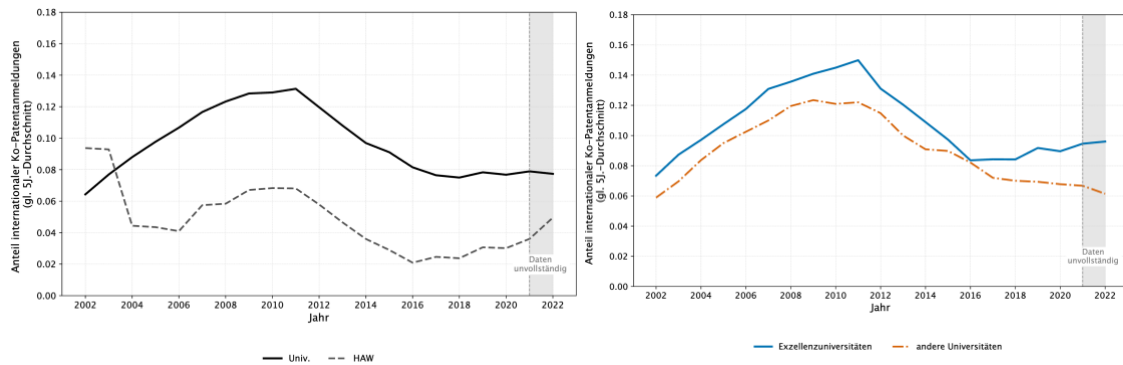 Anteil internationaler Ko-Patentanmeldungen
(gl. 5J.-Durchschnitt)
0.18
0.16
0.14
0.12
0.10
0.08
0.06
0.04
0.02
0.00
Daten
unvollständig
2002 2004 2006 2008 2010 2012 2014 2016 2018 2020 2022
Jahr
Univ. HAW
Anteil internationaler Ko-Patentanmeldungen
(gl. 5J.-Durchschnitt)
0.18
0.16
0.14
0.12
0.10
0.08
0.06
0.04
0.02
0.00
Daten
unvollständig
2002 2004 2006 2008 2010 2012 2014 2016 2018 2020 2022
Jahr
Exzellenzuniversitäten andere Universitäten